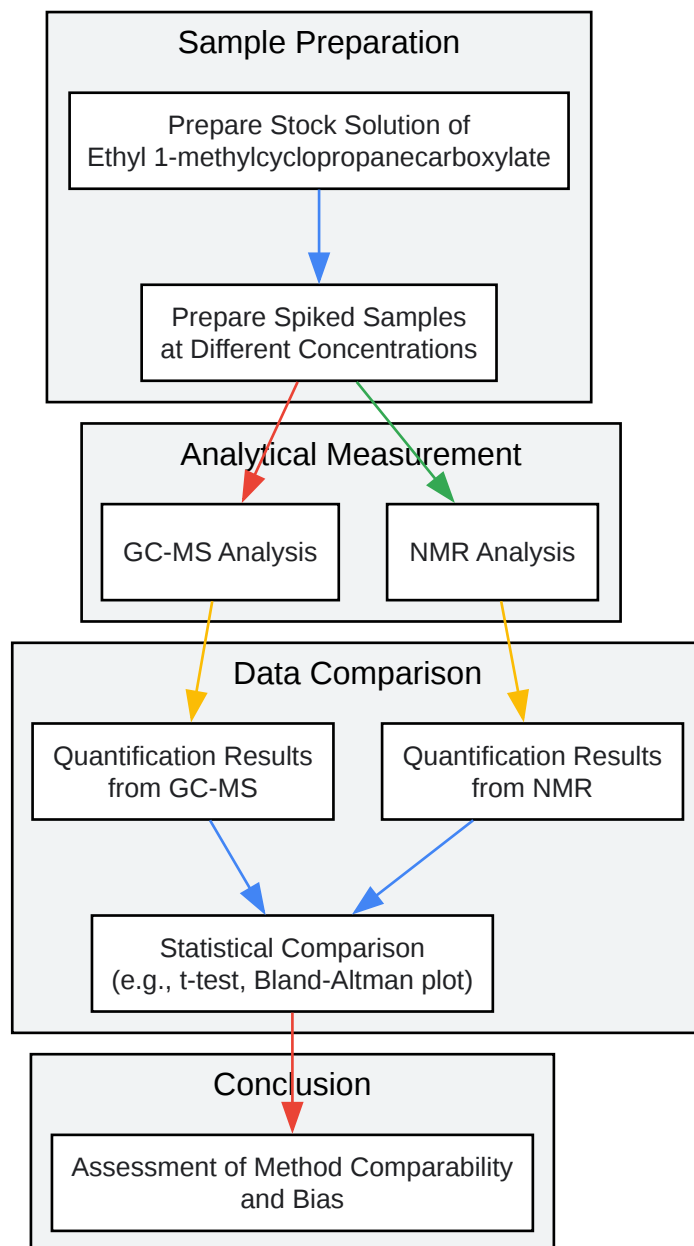 Sample Preparation
Prepare Stock Solution of
Ethyl 1-methylcyclopropanecarboxylate
Prepare Spiked Samples
at Different Concentrations
Analytical Measurement
GC-MS Analysis
NMR Analysis
Data Comparison
Quantification Results
from GC-MS
Quantification Results
from NMR
Statistical Comparison
(e.g., t-test, Bland-Altman plot)
Conclusion
Assessment of Method Comparability
and Bias